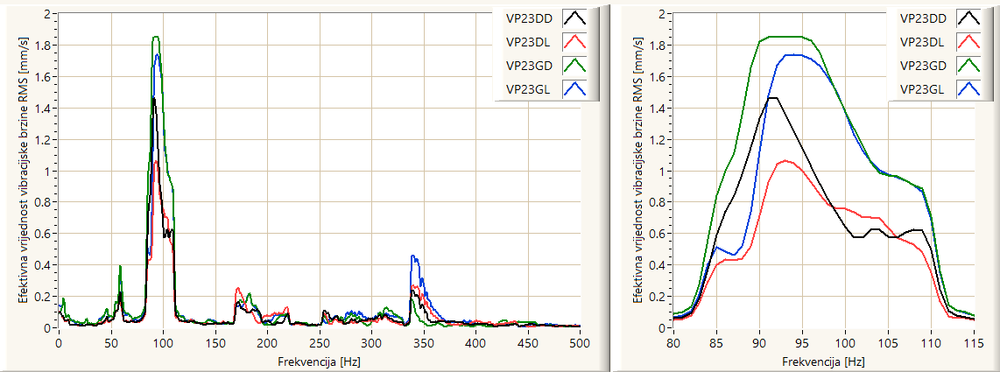 Efektivna vrijednost vibracijske brzine RMS [mm/s]
2
1.8
1.6
1.4
1.2
1
0.8
0.6
0.4
0.2
0
0 50 100 150 200 250 300 350 400 450 500
Frekvencija [Hz]
VP23DD
VP23DL
VP23GD
VP23GL
Efektivna vrijednost vibracijske brzine RMS [mm/s]
2
1.8
1.6
1.4
1.2
1
0.8
0.6
0.4
0.2
0
80 85 90 95 100 105 110 115
Frekvencija [Hz]
VP23DD
VP23DL
VP23GD
VP23GL